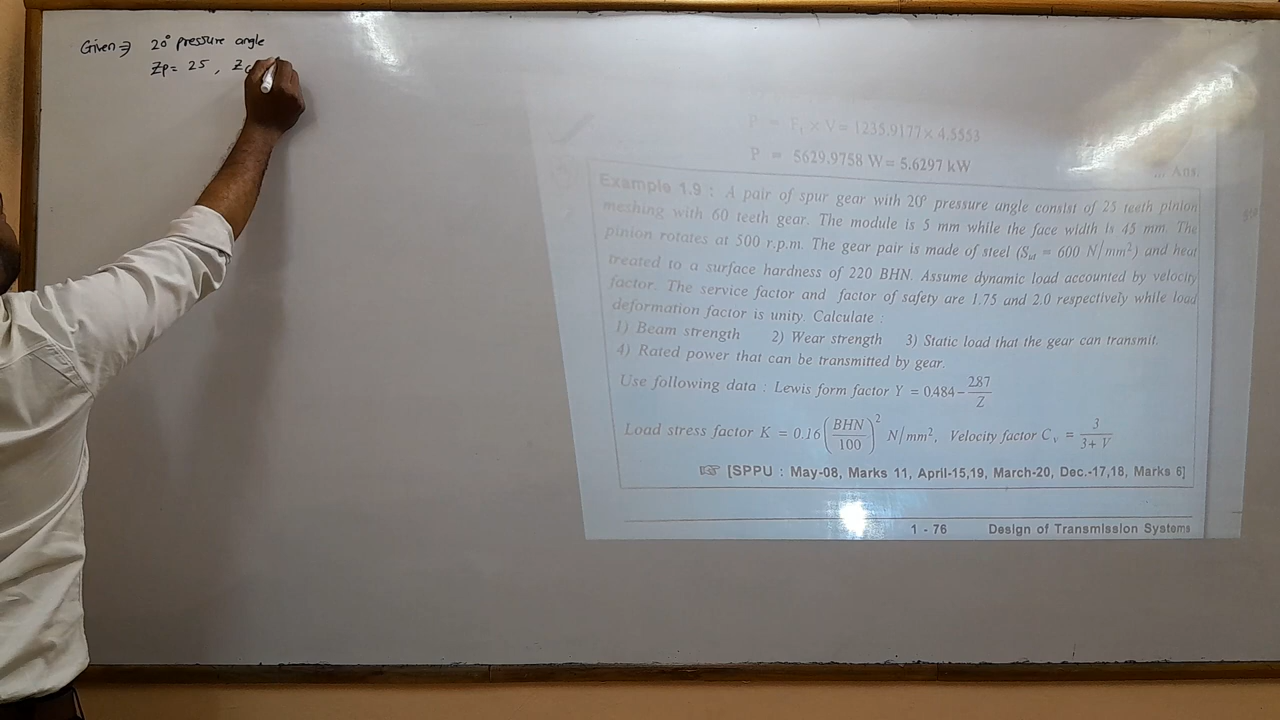 Given ⇒ 20° pressure angle
Zp = 25 , Z
P = Ft × V = 1235.9177 × 4.5553
P = 5629.9758 W = 5.6297 kW
... Ans.
Example 1.9 : A pair of spur gear with 20° pressure angle consist of 25 teeth pinion
meshing with 60 teeth gear. The module is 5 mm while the face width is 45 mm. The
pinion rotates at 500 r.p.m. The gear pair is made of steel (Sut = 600 N/mm²) and heat
treated to a surface hardness of 220 BHN. Assume dynamic load accounted by velocity
factor. The service factor and factor of safety are 1.75 and 2.0 respectively while load
deformation factor is unity. Calculate :
1) Beam strength 2) Wear strength 3) Static load that the gear can transmit.
4) Rated power that can be transmitted by gear.
Use following data : Lewis form factor Y = 0.484 – 287/Z
Load stress factor K = 0.16 (BHN/100)² N/mm², Velocity factor Cv = 3/(3 + V)
☞ [SPPU : May-08, Marks 11, April-15,19, March-20, Dec.-17,18, Marks 6]
1 - 76 Design of Transmission Systems